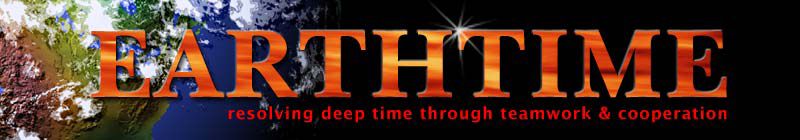 EARTHTIME
resolving deep time through teamwork & cooperation